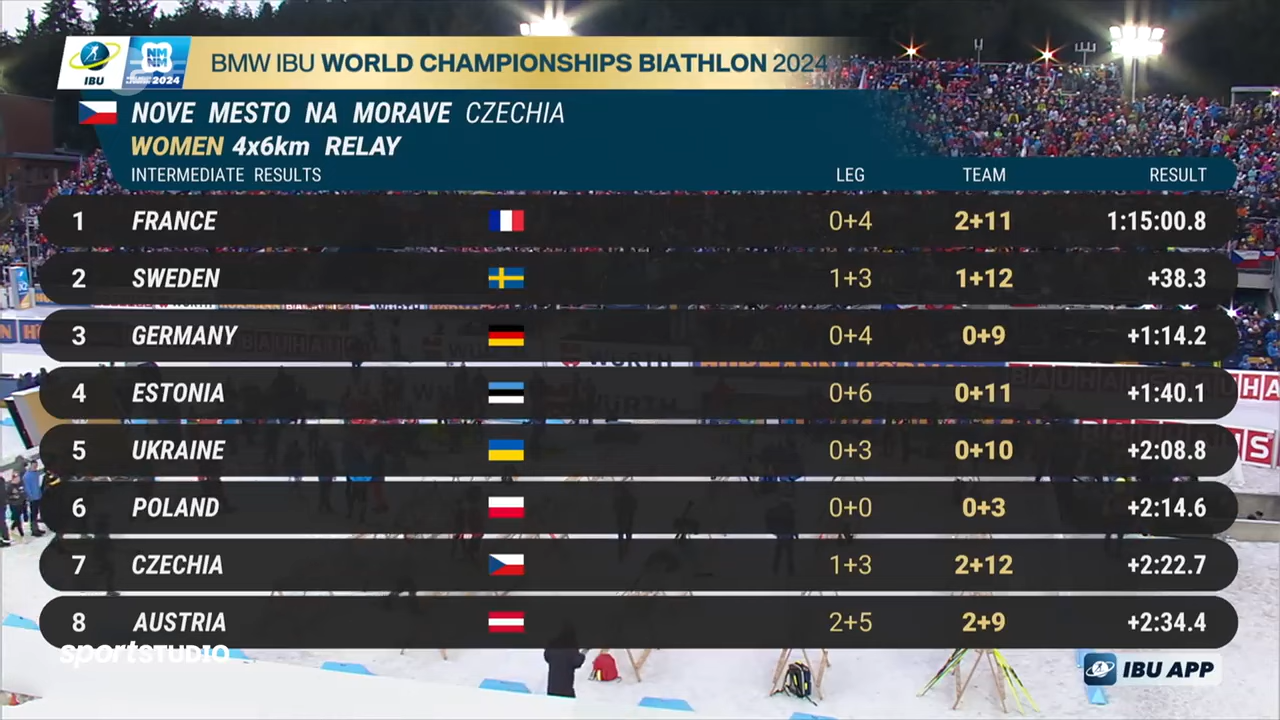 IBU
NM
NM
2024
BMW IBU WORLD CHAMPIONSHIPS BIATHLON 2024
NOVE MESTO NA MORAVE CZECHIA
WOMEN 4x6km RELAY
INTERMEDIATE RESULTS LEG TEAM RESULT
1 FRANCE 0+4 2+11 1:15:00.8
2 SWEDEN 1+3 1+12 +38.3
3 GERMANY 0+4 0+9 +1:14.2
4 ESTONIA 0+6 0+11 +1:40.1
5 UKRAINE 0+3 0+10 +2:08.8
6 POLAND 0+0 0+3 +2:14.6
7 CZECHIA 1+3 2+12 +2:22.7
8 AUSTRIA 2+5 2+9 +2:34.4
sportSTUDIO
IBU APP